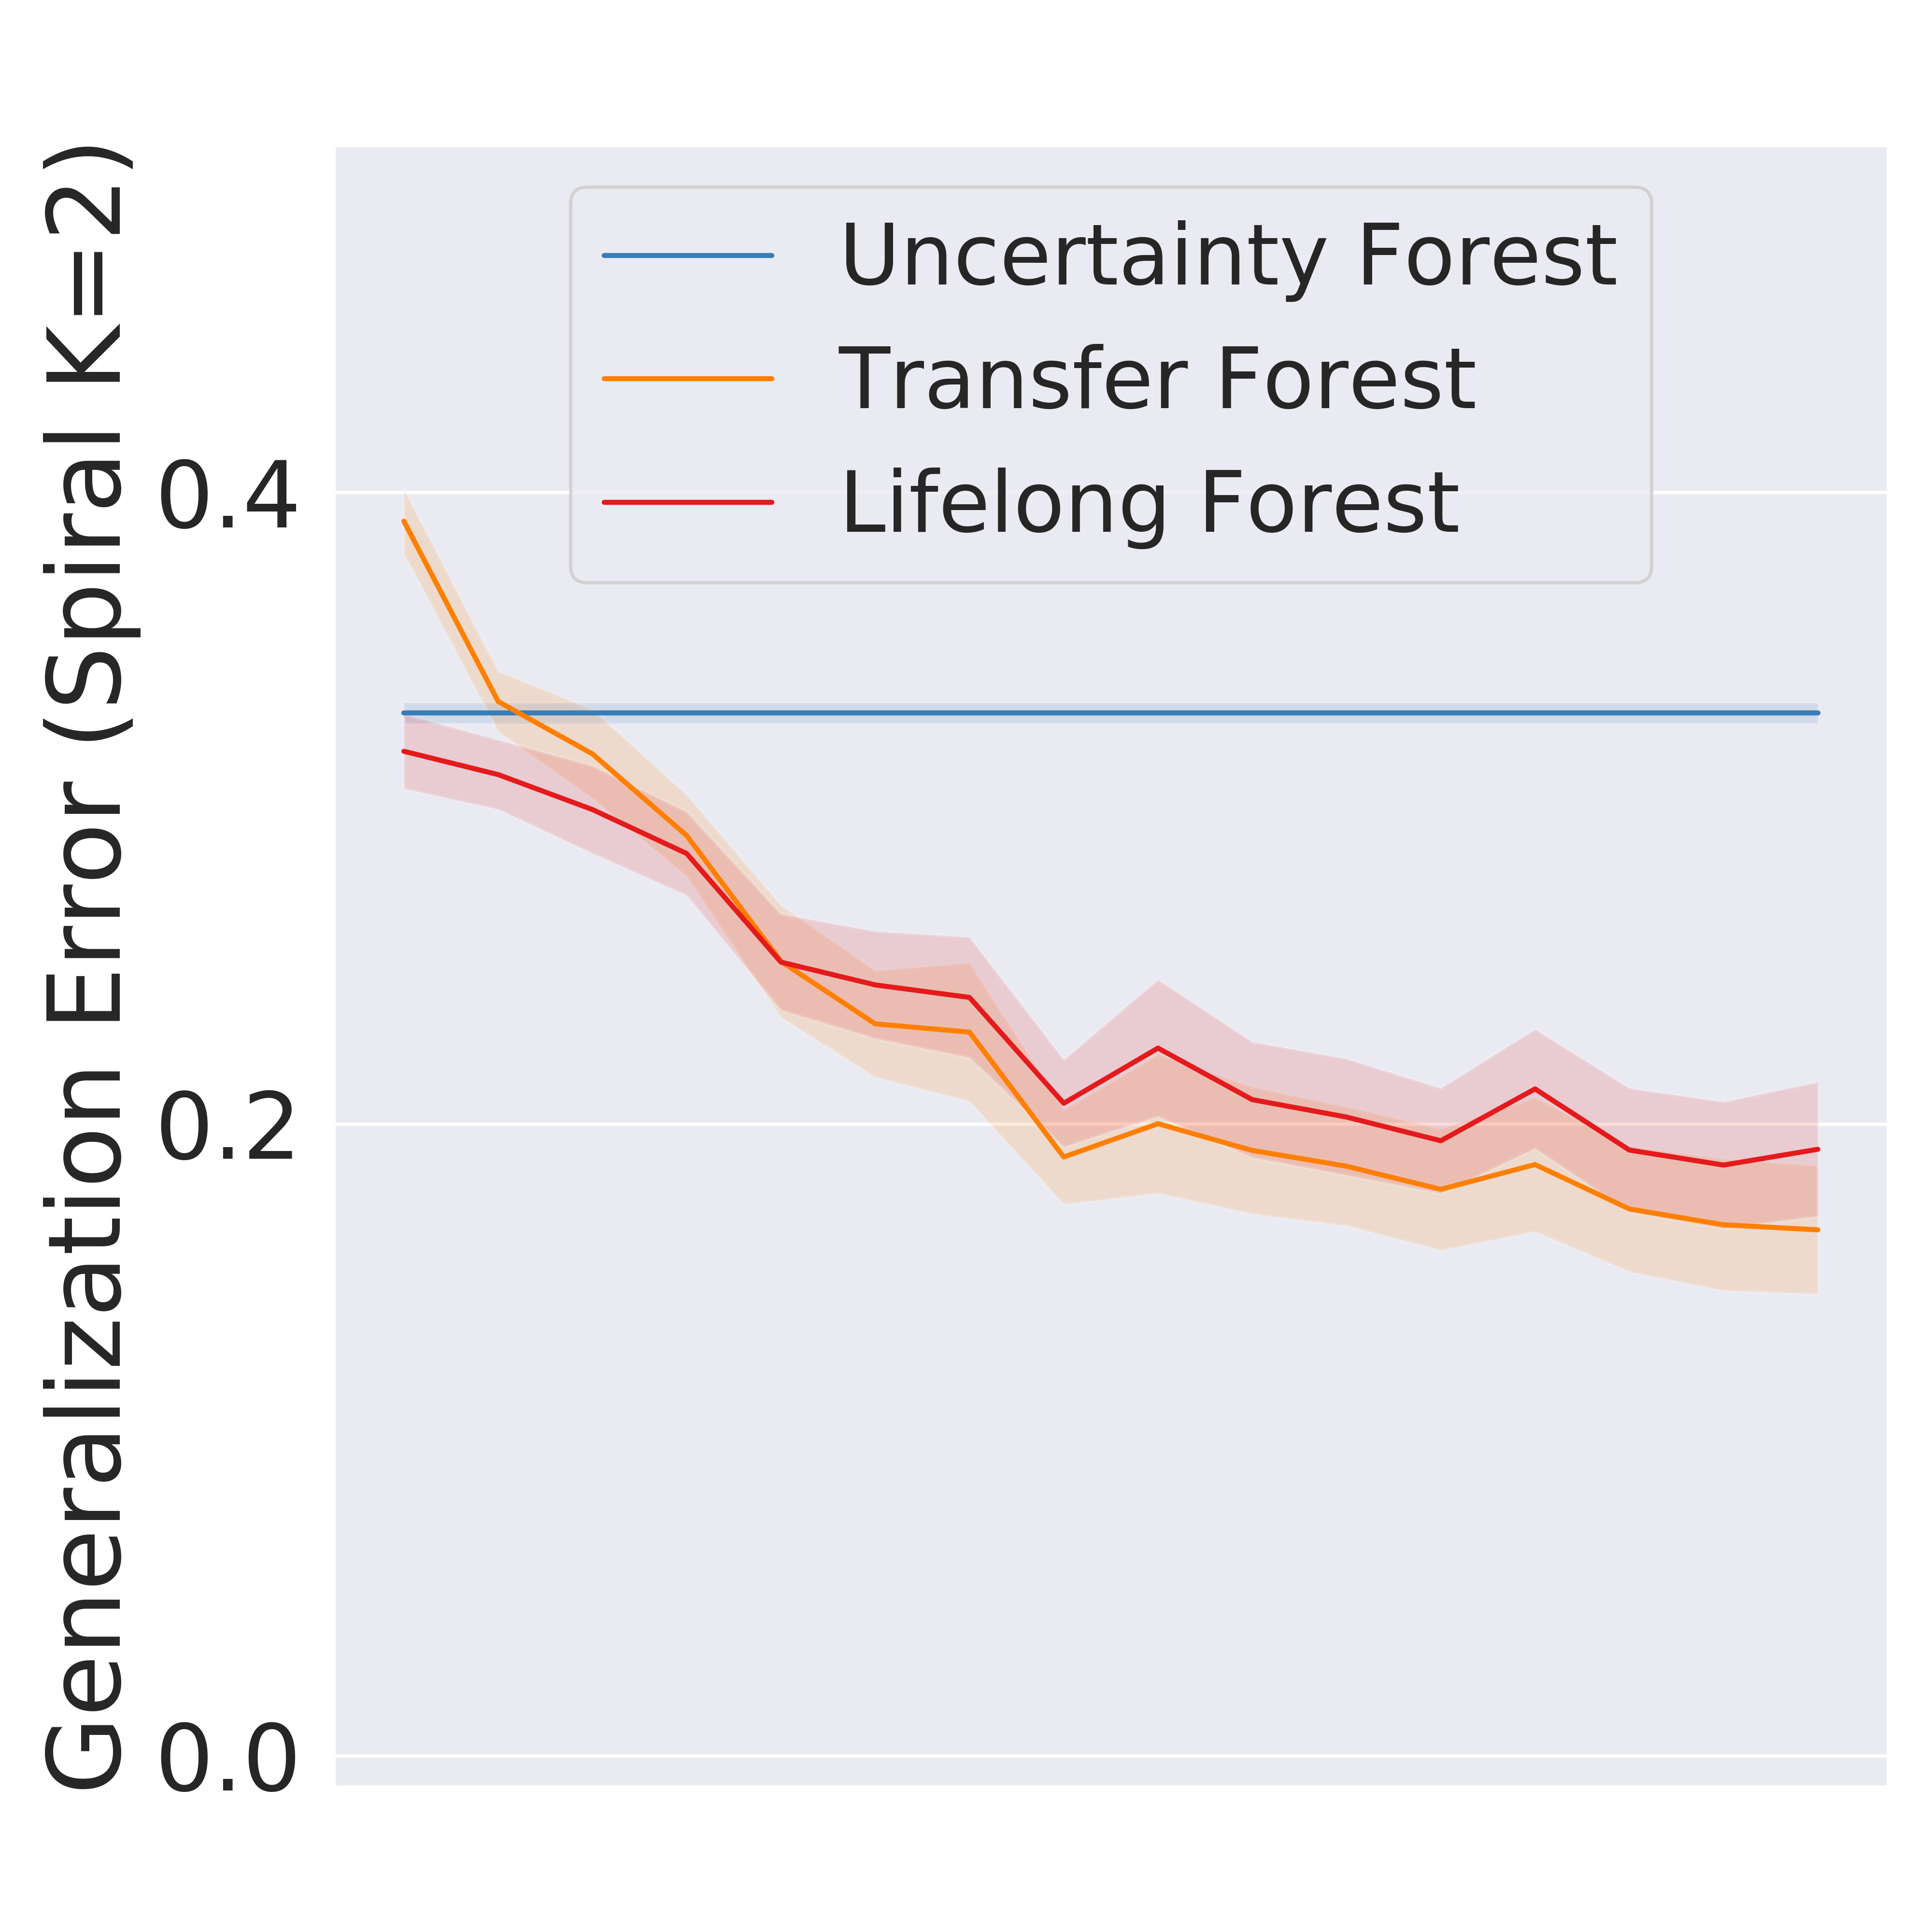 Generalization Error (Spiral K=2)
Uncertainty Forest
Transfer Forest
Lifelong Forest
0.4
0.2
0.0